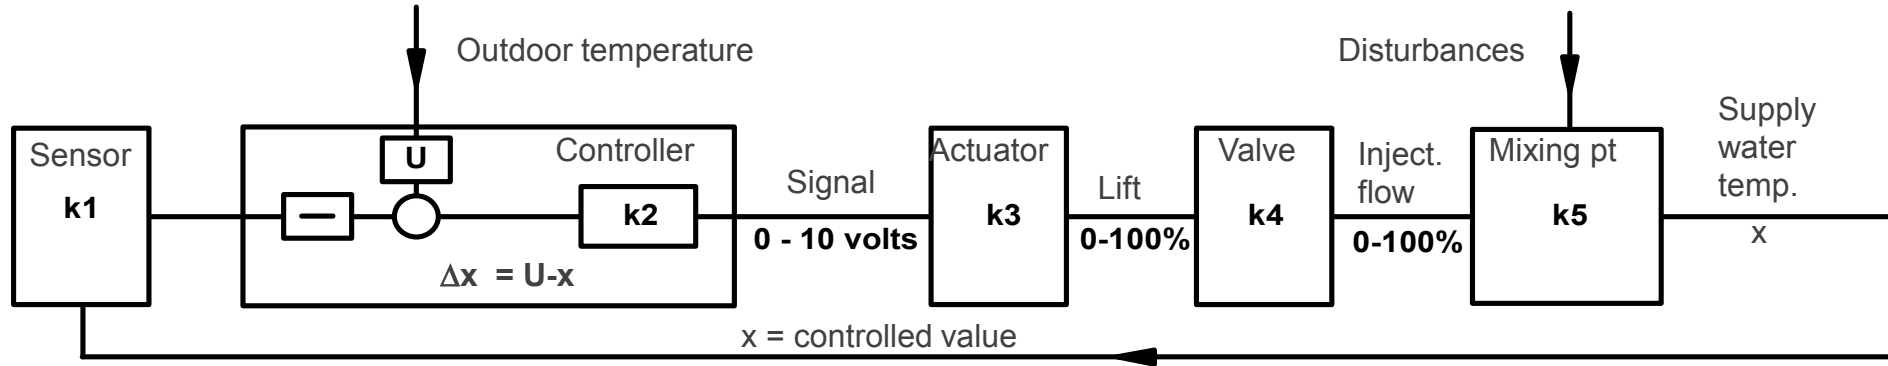 Outdoor temperature
Disturbances
Supply
water
temp.
Sensor
k1
U
Controller
k2
Δx = U-x
Signal
0 - 10 volts
Actuator
k3
Lift
0-100%
Valve
k4
Inject.
flow
0-100%
Mixing pt
k5
x
x = controlled value